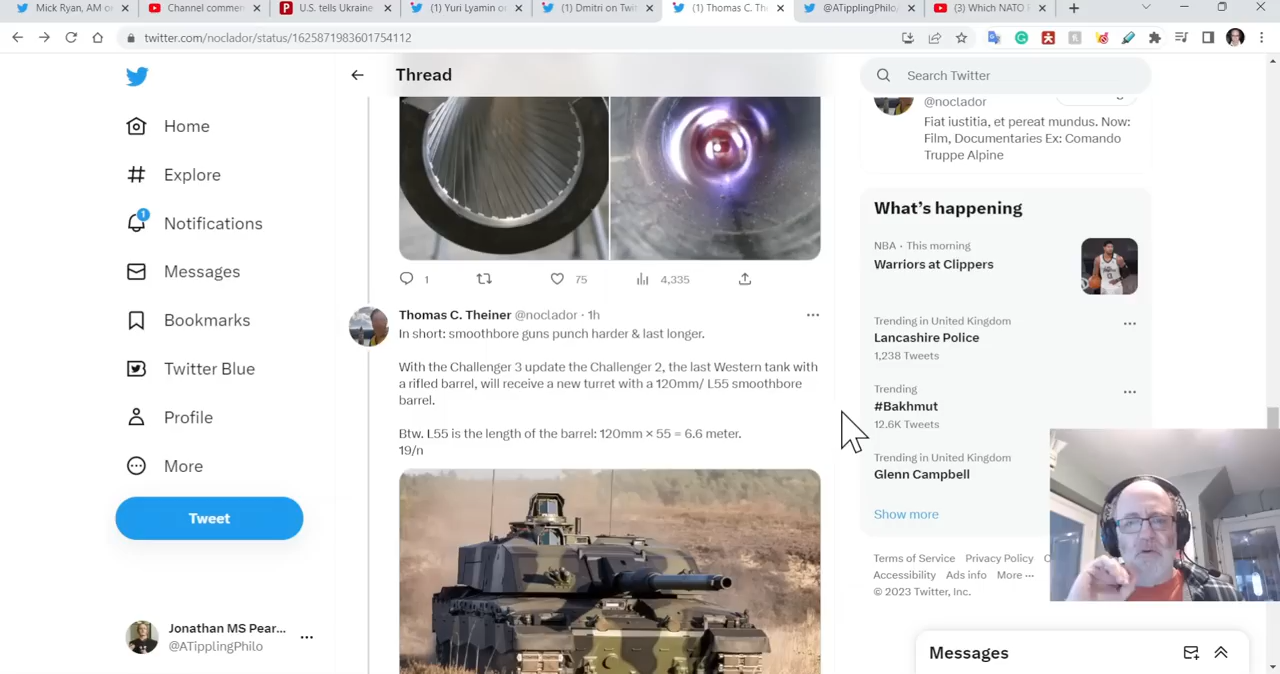 Mick Ryan, AM on
Channel commen
U.S. tells Ukraine
(1) Yuri Lyamin o
(1) Dmitri on Twi
(1) Thomas C. Th
@ATipplingPhilo/
(3) Which NATO
twitter.com/noclador/status/1625871983601754112
Thread
Search Twitter
Home
Explore
1
Notifications
Messages
Bookmarks
Twitter Blue
Profile
More
Tweet
Jonathan MS Pear...
@ATipplingPhilo
1
75
4,335
Thomas C. Theiner @noclador · 1h
In short: smoothbore guns punch harder & last longer.
With the Challenger 3 update the Challenger 2, the last Western tank with
a rifled barrel, will receive a new turret with a 120mm/ L55 smoothbore
barrel.
Btw. L55 is the length of the barrel: 120mm × 55 = 6.6 meter.
19/n
@noclador
Fiat iustitia, et pereat mundus. Now:
Film, Documentaries Ex: Comando
Truppe Alpine
What's happening
NBA · This morning
Warriors at Clippers
Trending in United Kingdom
Lancashire Police
1,238 Tweets
Trending
#Bakhmut
12.6K Tweets
Trending in United Kingdom
Glenn Campbell
Show more
Terms of Service Privacy Policy C
Accessibility Ads info More ...
© 2023 Twitter, Inc.
Messages